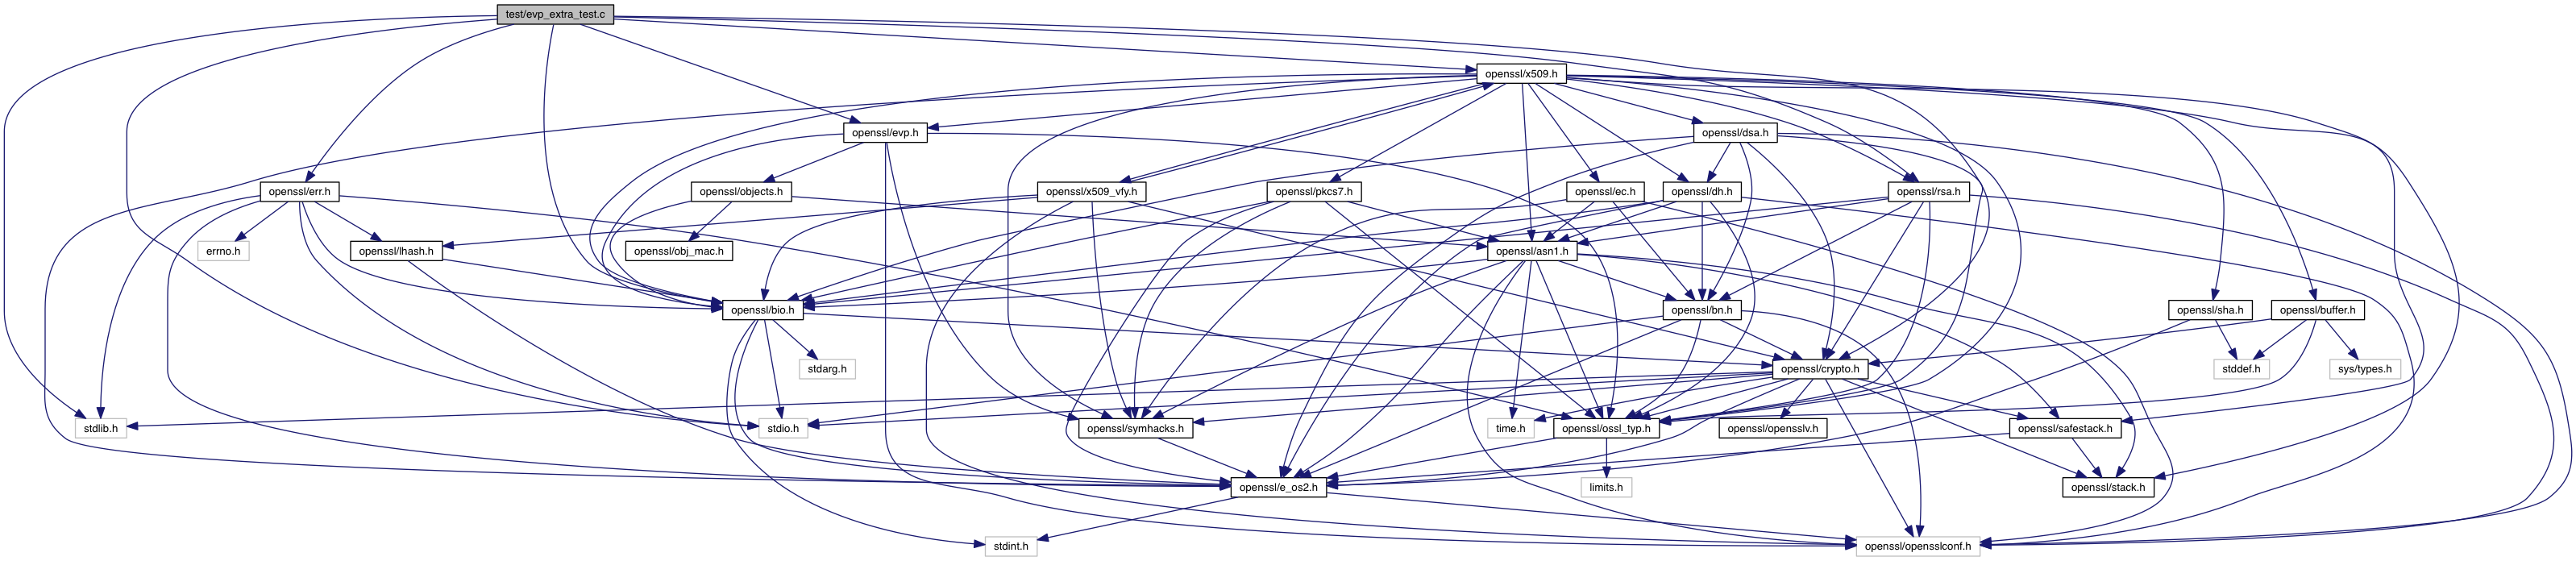 test/evp_extra_test.c
openssl/x509.h
openssl/evp.h
openssl/dsa.h
openssl/err.h
openssl/objects.h
openssl/x509_vfy.h
openssl/pkcs7.h
openssl/ec.h
openssl/dh.h
openssl/rsa.h
errno.h
openssl/lhash.h
openssl/obj_mac.h
openssl/asn1.h
openssl/bio.h
openssl/bn.h
openssl/sha.h
openssl/buffer.h
stdarg.h
openssl/crypto.h
stddef.h
sys/types.h
stdlib.h
stdio.h
openssl/symhacks.h
time.h
openssl/ossl_typ.h
openssl/opensslv.h
openssl/safestack.h
openssl/e_os2.h
limits.h
openssl/stack.h
stdint.h
openssl/opensslconf.h